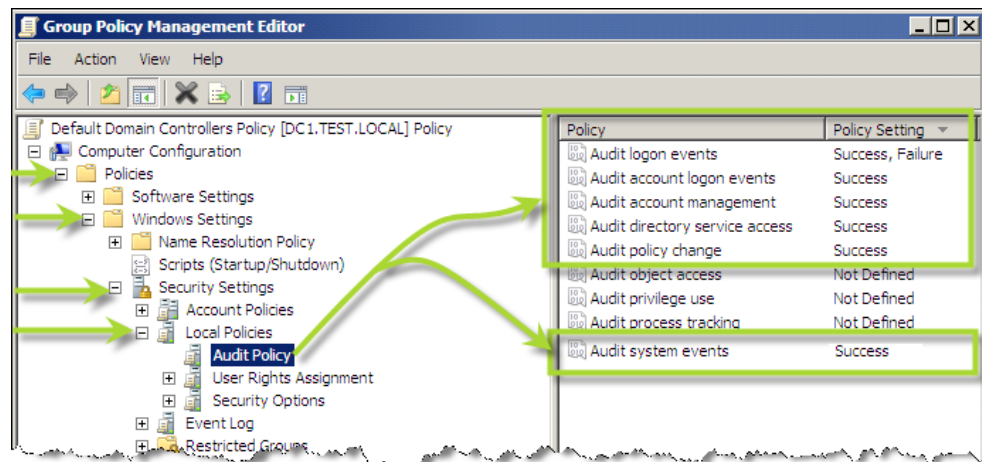 Group Policy Management Editor
File Action View Help
Default Domain Controllers Policy [DC1.TEST.LOCAL] Policy
Computer Configuration
Policies
Software Settings
Windows Settings
Name Resolution Policy
Scripts (Startup/Shutdown)
Security Settings
Account Policies
Local Policies
Audit Policy
User Rights Assignment
Security Options
Event Log
Restricted Groups
Policy Policy Setting
Audit logon events Success, Failure
Audit account logon events Success
Audit account management Success
Audit directory service access Success
Audit policy change Success
Audit object access Not Defined
Audit privilege use Not Defined
Audit process tracking Not Defined
Audit system events Success